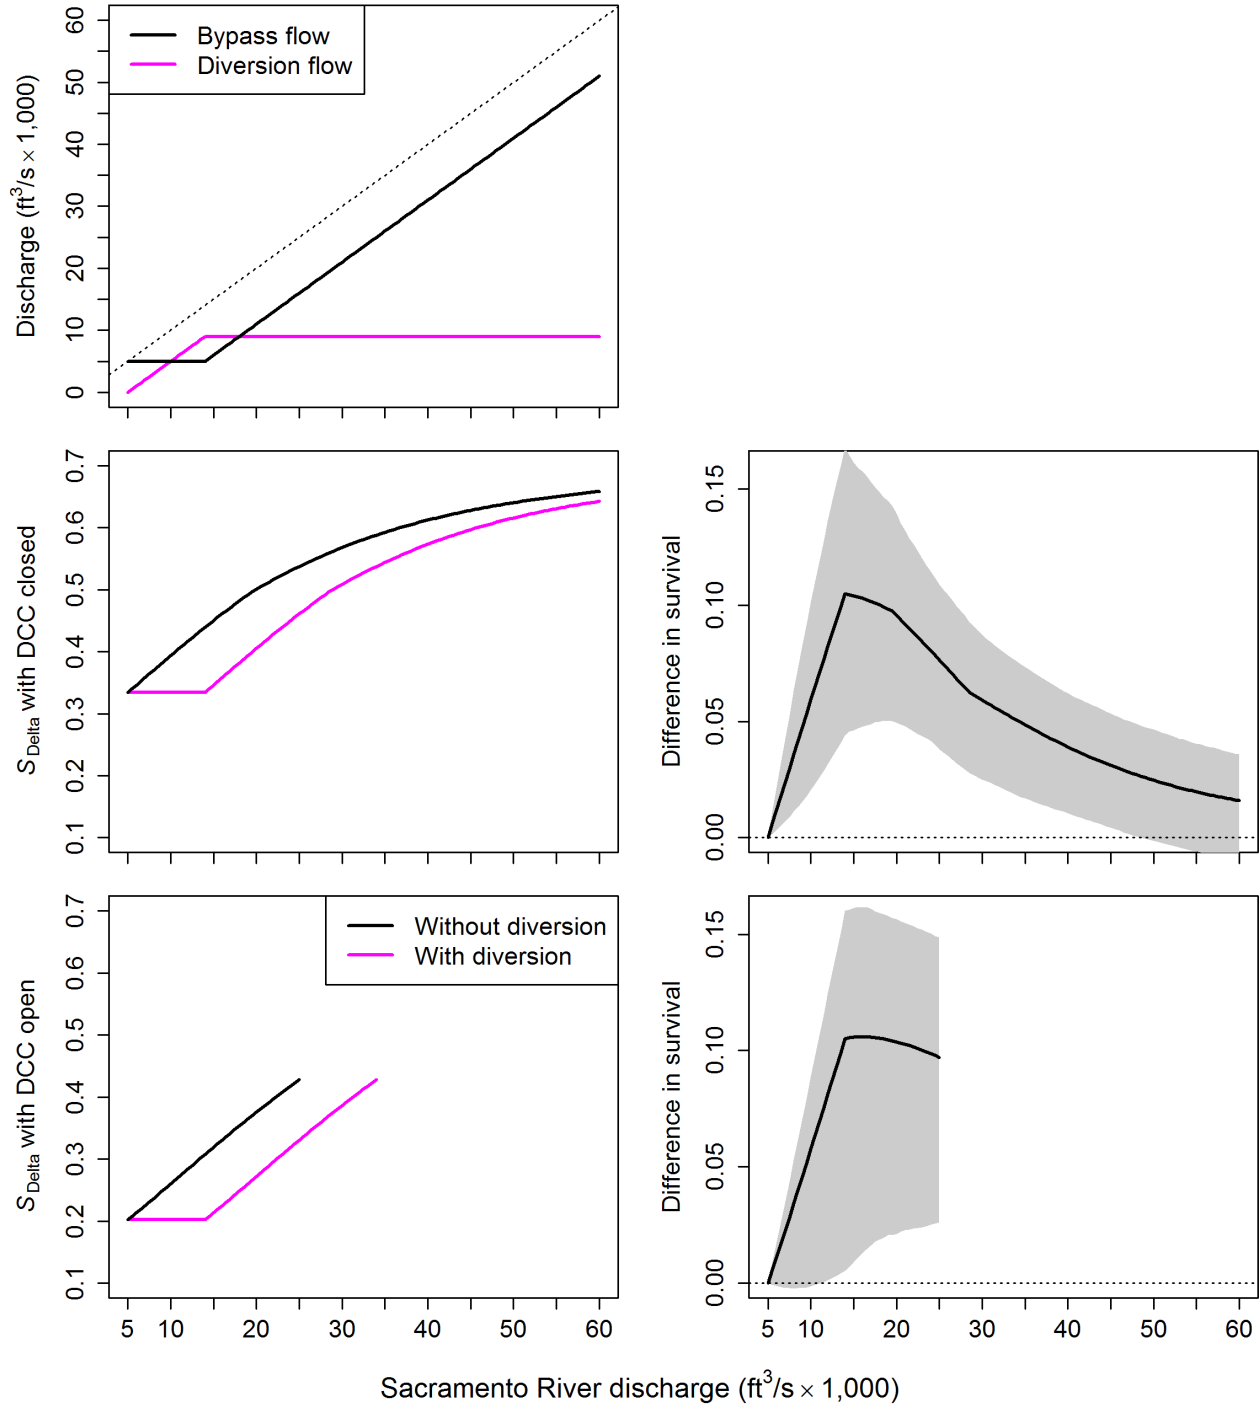 Bypass flow
Diversion flow
Discharge (ft³/s × 1,000)
0
10
20
30
40
50
60
S_Delta with DCC closed
0.1
0.2
0.3
0.4
0.5
0.6
0.7
Difference in survival
0.00
0.05
0.10
0.15
Without diversion
With diversion
S_Delta with DCC open
0.1
0.2
0.3
0.4
0.5
0.6
0.7
5 10 20 30 40 50 60
Difference in survival
0.00
0.05
0.10
0.15
5 10 20 30 40 50 60
Sacramento River discharge (ft³/s × 1,000)